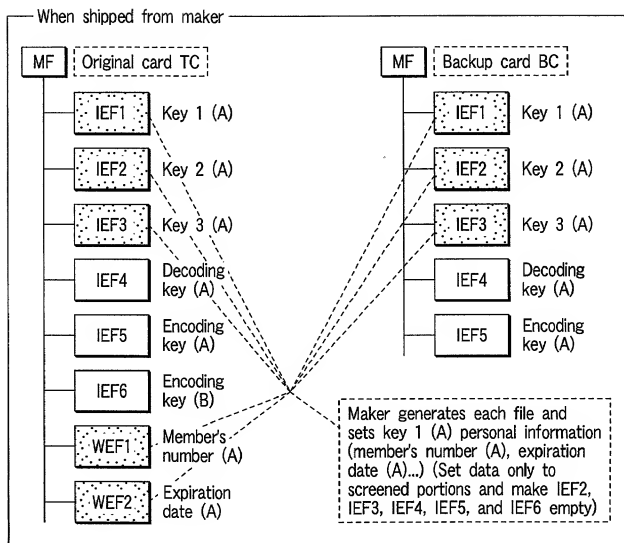 When shipped from maker
MF
Original card TC
IEF1
Key 1 (A)
IEF2
Key 2 (A)
IEF3
Key 3 (A)
IEF4
Decoding
key (A)
IEF5
Encoding
key (A)
IEF6
Encoding
key (B)
WEF1
Member's
number (A)
WEF2
Expiration
date (A)
MF
Backup card BC
IEF1
Key 1 (A)
IEF2
Key 2 (A)
IEF3
Key 3 (A)
IEF4
Decoding
key (A)
IEF5
Encoding
key (A)
Maker generates each file and
sets key 1 (A) personal information
(member's number (A), expiration
date (A)...) (Set data only to
screened portions and make IEF2,
IEF3, IEF4, IEF5, and IEF6 empty)